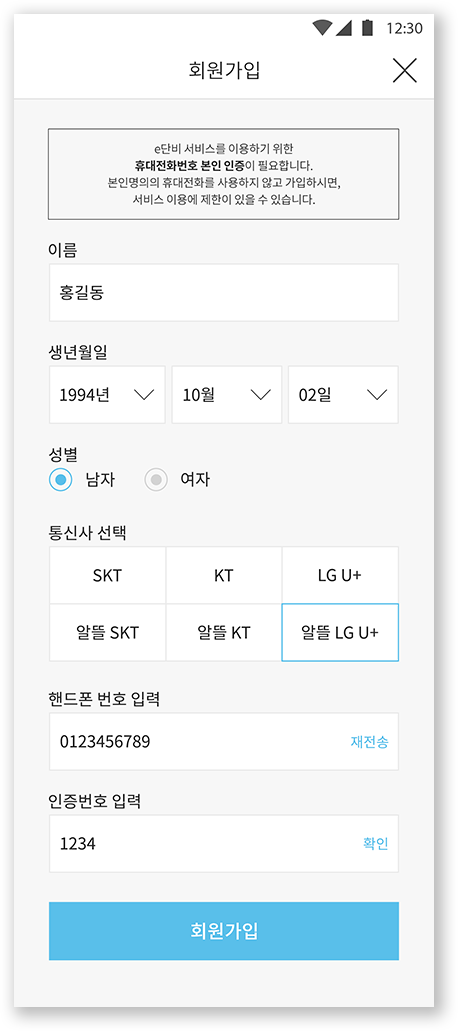 12:30
회원가입
e단비 서비스를 이용하기 위한
휴대전화번호 본인 인증이 필요합니다.
본인명의의 휴대전화를 사용하지 않고 가입하시면,
서비스 이용에 제한이 있을 수 있습니다.
이름
홍길동
생년월일
1994년 10월 02일
성별
남자 여자
통신사 선택
SKT KT LG U+
알뜰 SKT 알뜰 KT 알뜰 LG U+
핸드폰 번호 입력
0123456789 재전송
인증번호 입력
1234 확인
회원가입